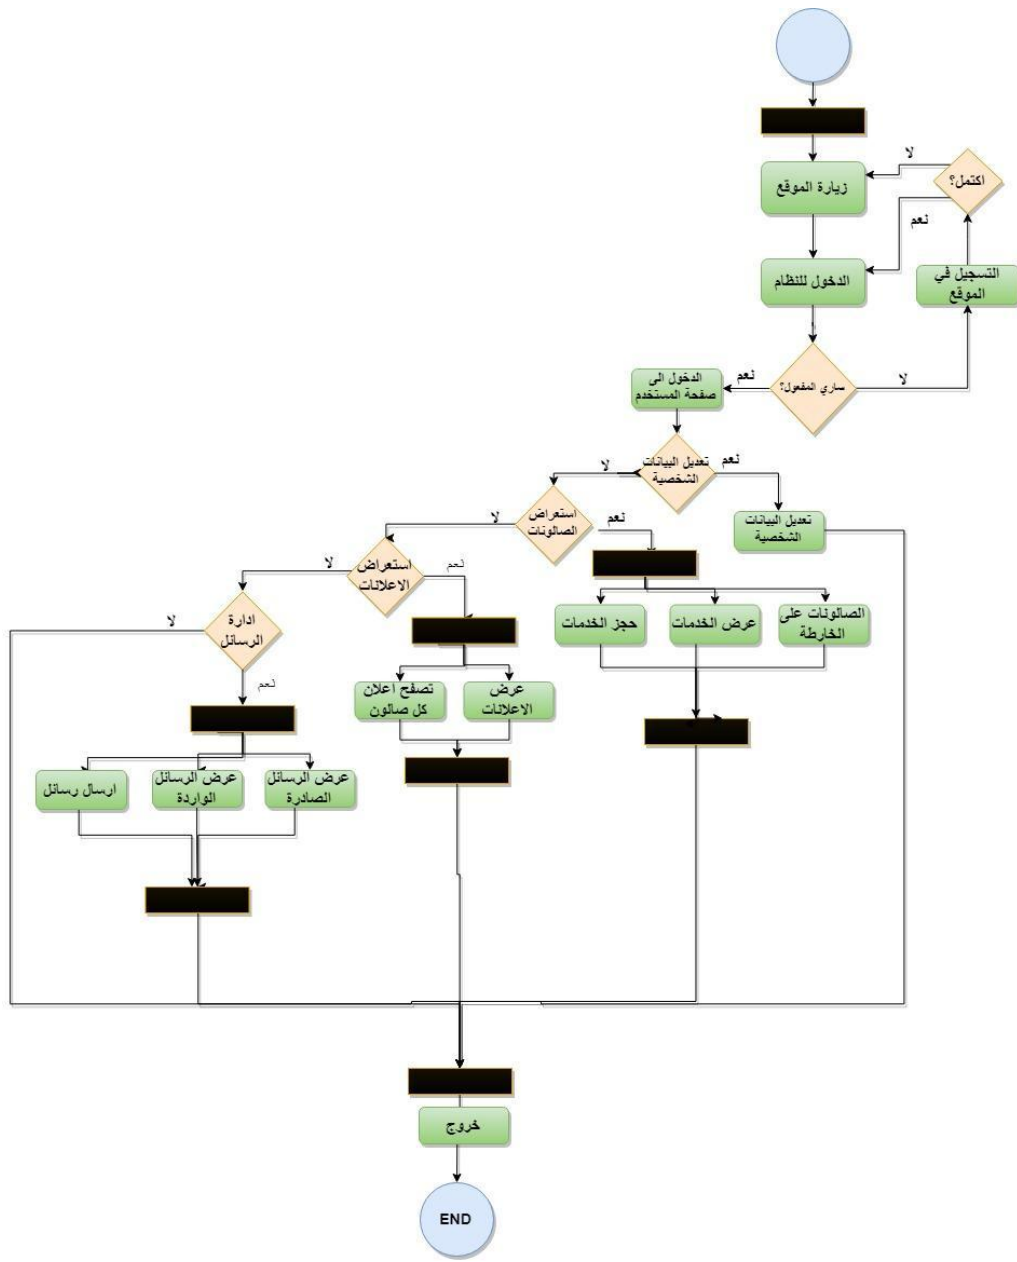 لا
اكتمل؟
زيارة الموقع
نعم
الدخول للنظام
التسجيل في
الموقع
الدخول الى
صفحة المستخدم
نعم
ساري المفعول؟
لا
لا
تعديل البيانات
الشخصية
نعم
لا
استعراض
الصالونات
نعم
تعديل البيانات
الشخصية
لا
استعراض
الاعلانات
نعم
لا
ادارة
الرسائل
نعم
حجز الخدمات
عرض الخدمات
الصالونات على
الخارطة
تصفح اعلان
كل صالون
عرض
الاعلانات
ارسال رسائل
عرض الرسائل
الواردة
عرض الرسائل
الصادرة
خروج
END